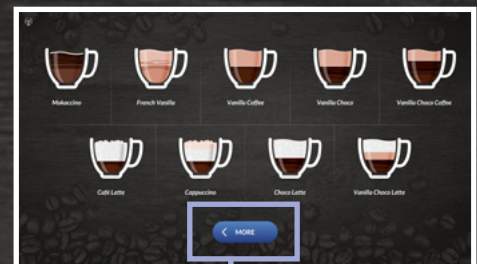 Mokaccino
French Vanilla
Vanilla Coffee
Vanilla Choco
Vanilla Choco Coffee
Café Latte
Cappuccino
Choco Latte
Vanilla Choco Latte
MORE